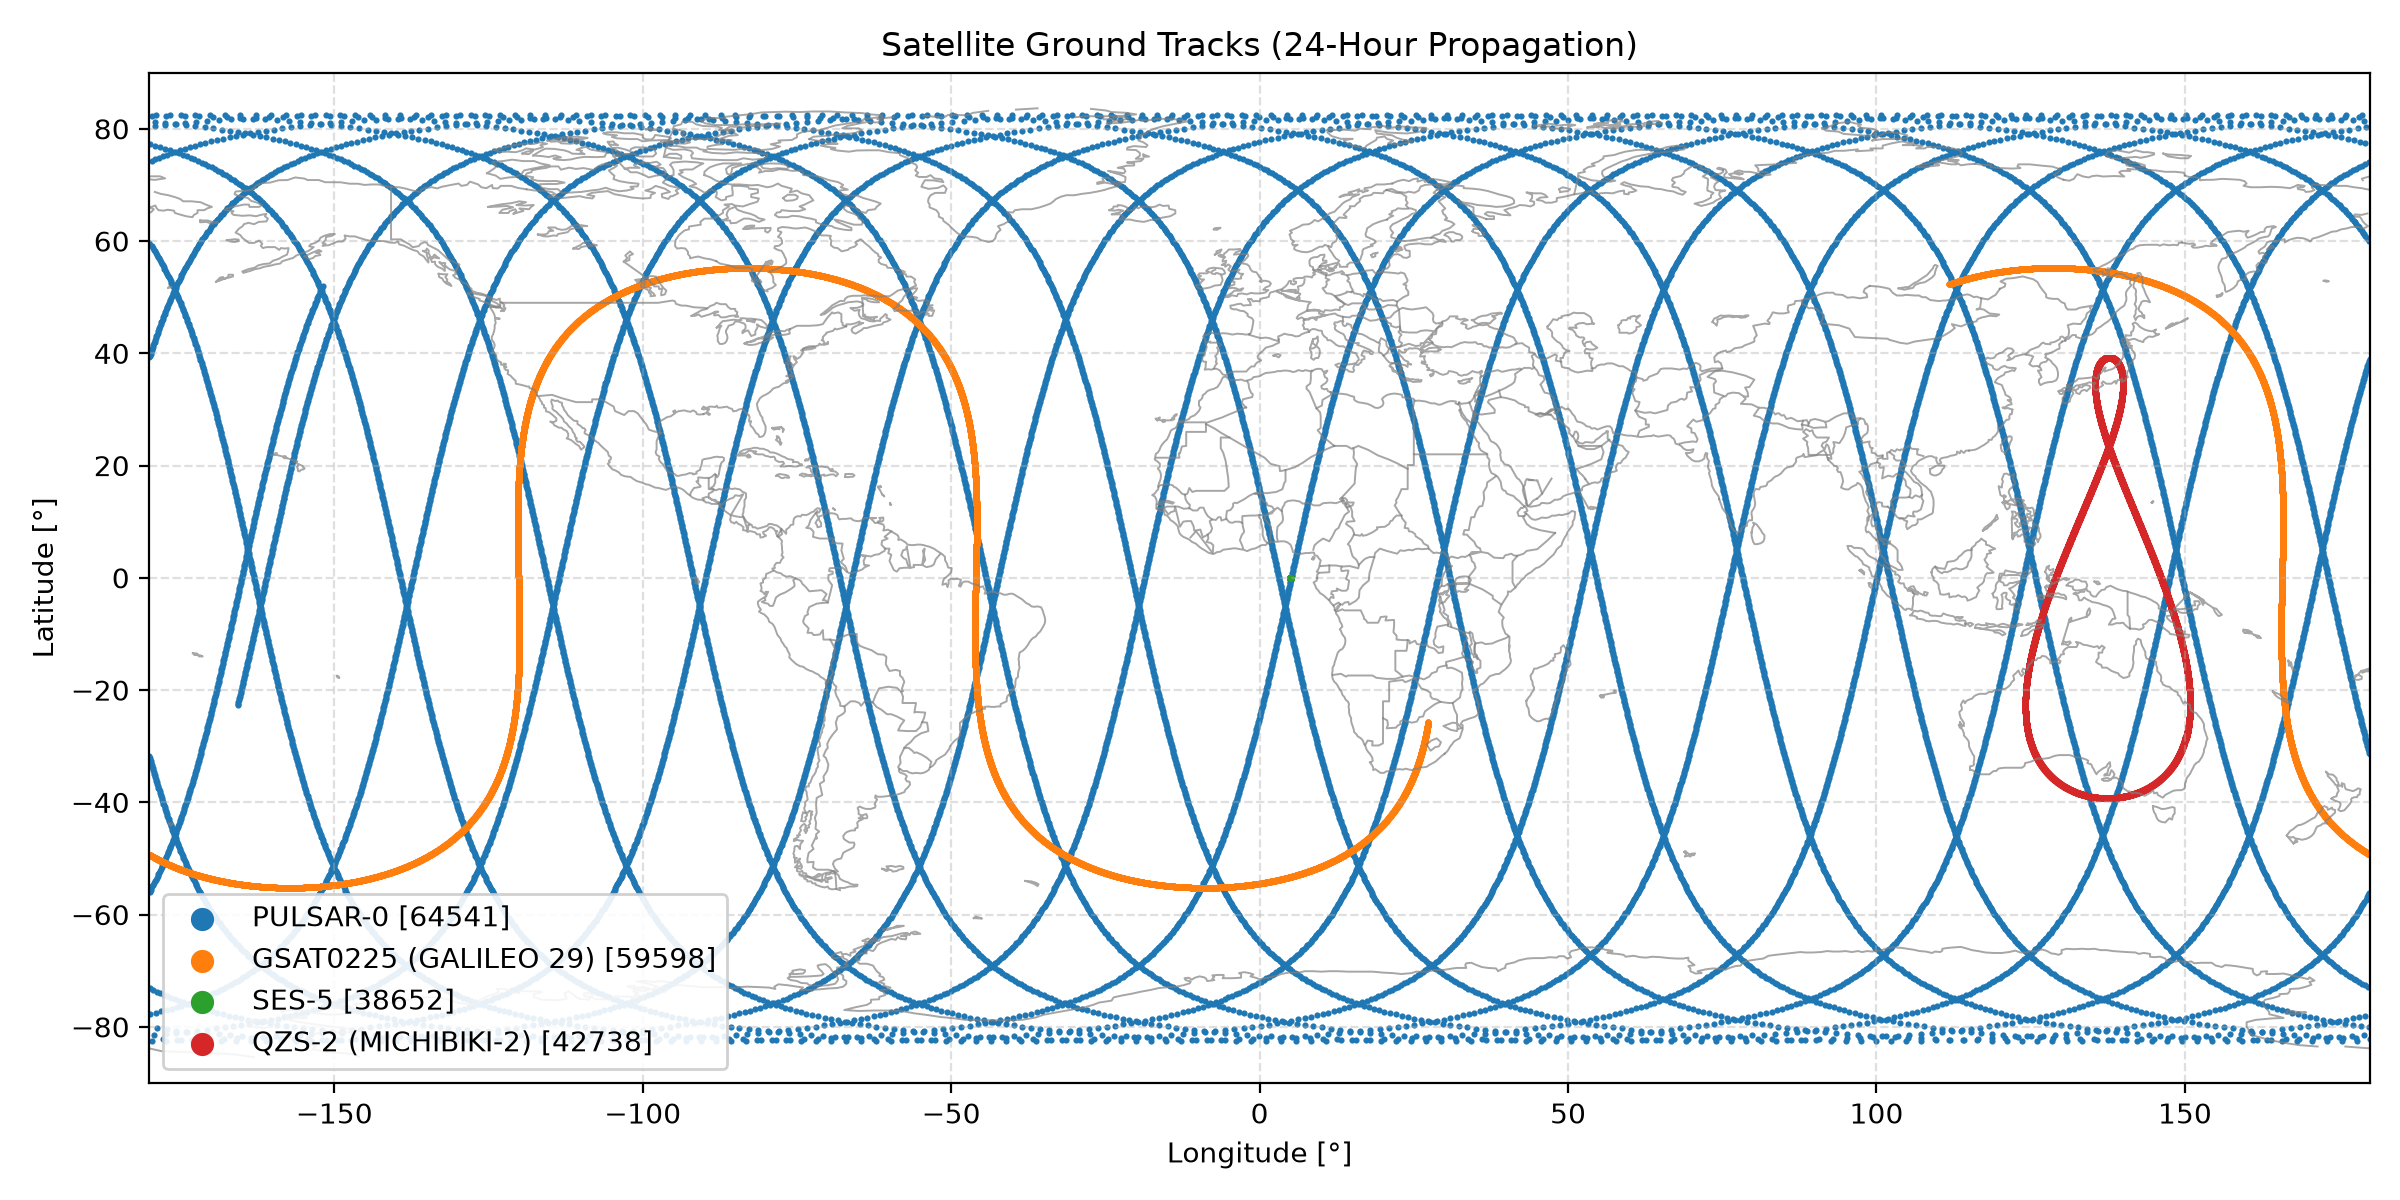 Satellite Ground Tracks (24-Hour Propagation)
Latitude [°]
80
60
40
20
0
−20
−40
−60
−80
PULSAR-0 [64541]
GSAT0225 (GALILEO 29) [59598]
SES-5 [38652]
QZS-2 (MICHIBIKI-2) [42738]
−150 −100 −50 0 50 100 150
Longitude [°]